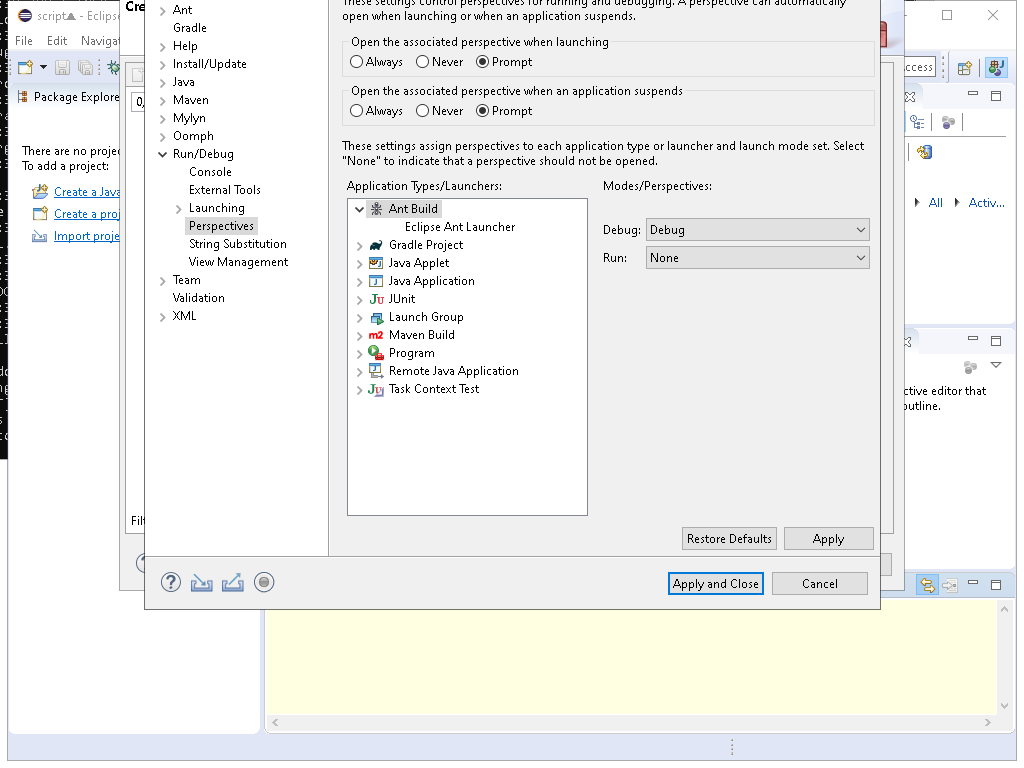 These settings control perspectives for running and debugging. A perspective can automatically
open when launching or when an application suspends.
Open the associated perspective when launching
Always Never Prompt
Open the associated perspective when an application suspends
Always Never Prompt
These settings assign perspectives to each application type or launcher and launch mode set. Select
"None" to indicate that a perspective should not be opened.
Application Types/Launchers:
Modes/Perspectives:
Ant Build
Eclipse Ant Launcher
Gradle Project
Java Applet
Java Application
JUnit
Launch Group
Maven Build
Program
Remote Java Application
Task Context Test
Debug: Debug
Run: None
Restore Defaults Apply
Apply and Close Cancel
Ant
Gradle
Help
Install/Update
Java
Maven
Mylyn
Oomph
Run/Debug
Console
External Tools
Launching
Perspectives
String Substitution
View Management
Team
Validation
XML
Cre
script - Eclips
File Edit Naviga
Package Explore
There are no projec
To add a project:
Create a Java
Create a proj
Import proje
0,
Filt
ccess
All Activ...
ctive editor that
outline.